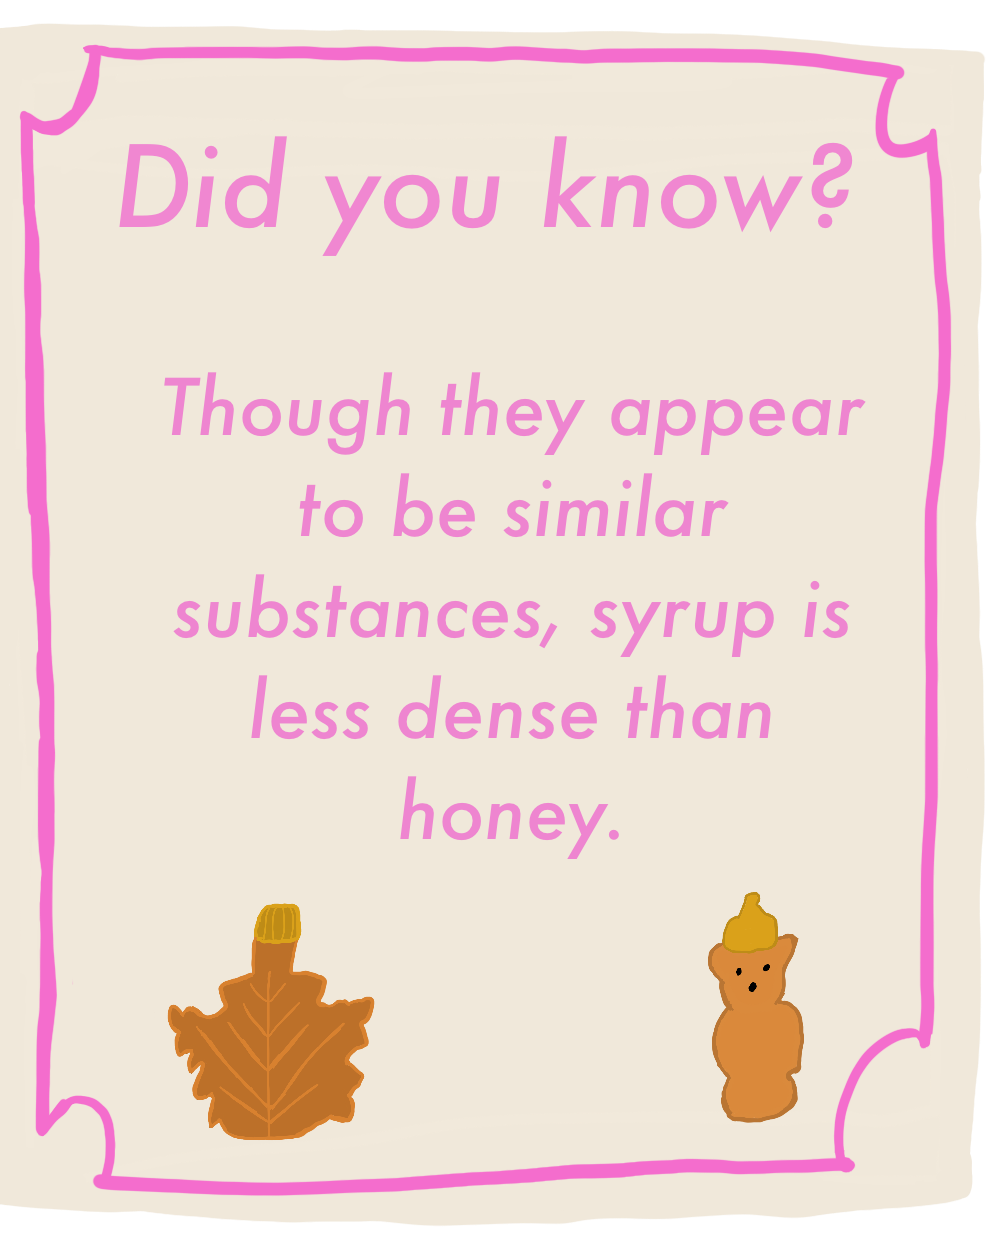 Did you know?
Though they appear
to be similar
substances, syrup is
less dense than
honey.